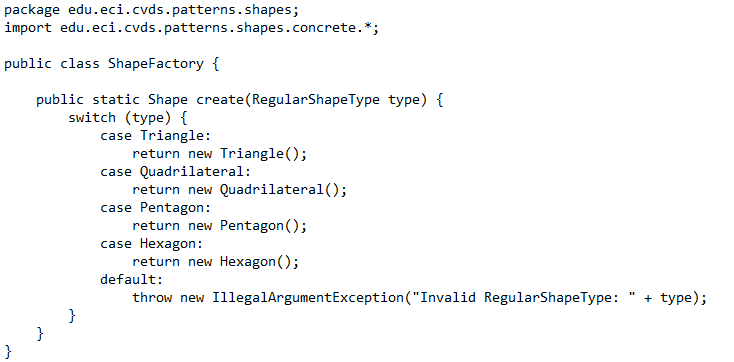 package edu.eci.cvds.patterns.shapes;
import edu.eci.cvds.patterns.shapes.concrete.*;

public class ShapeFactory {

    public static Shape create(RegularShapeType type) {
        switch (type) {
            case Triangle:
                return new Triangle();
            case Quadrilateral:
                return new Quadrilateral();
            case Pentagon:
                return new Pentagon();
            case Hexagon:
                return new Hexagon();
            default:
                throw new IllegalArgumentException("Invalid RegularShapeType: " + type);
        }
    }
}